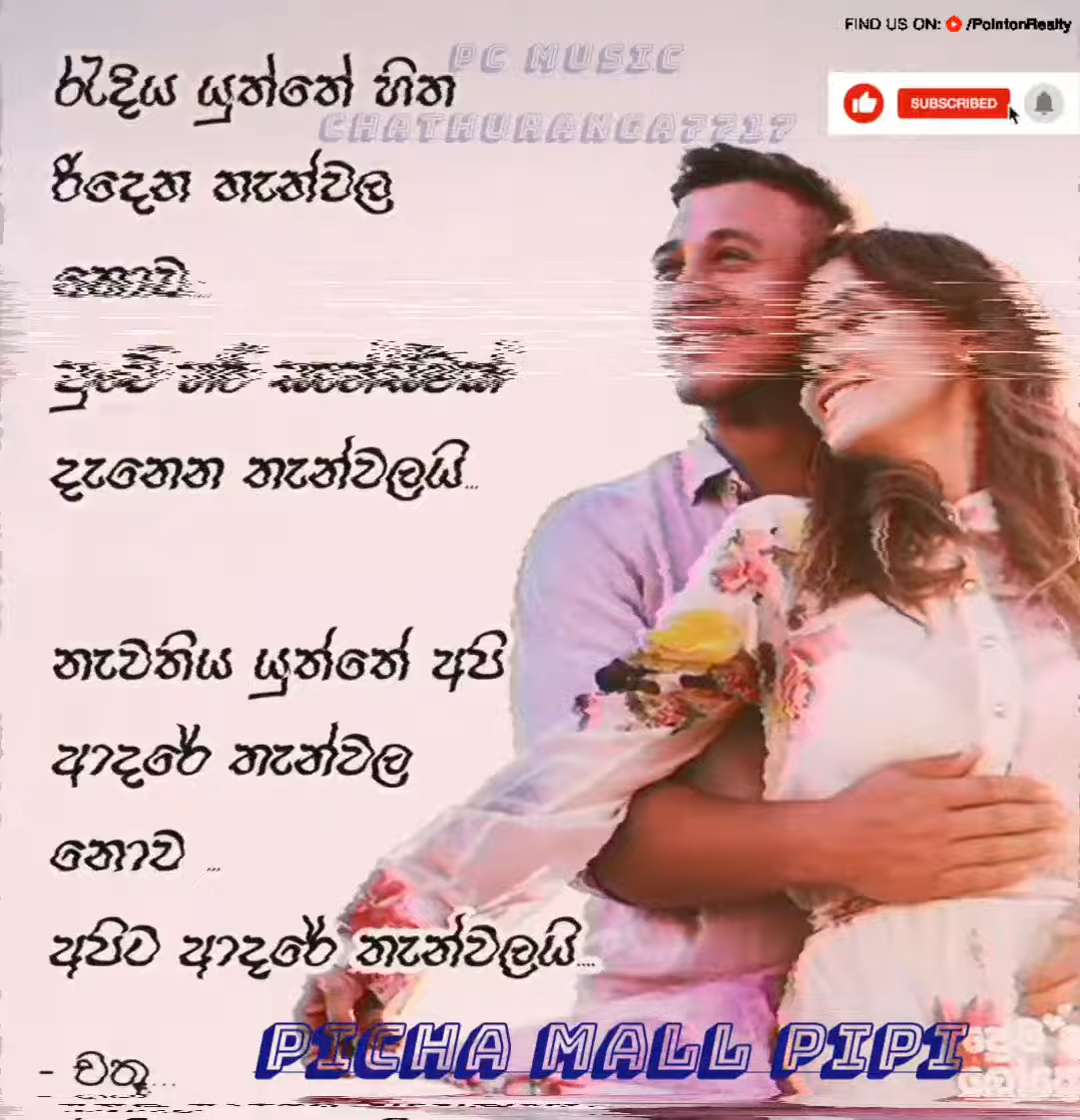 FIND US ON: /PointonRealty
PC MUSIC
SUBSCRIBED
CHATHURANGA7217
රැදිය යුත්තේ හිත
රිදෙන තැන්වල
නොව...
දැනෙන තැන්වලයි...
නැවතිය යුත්තේ අපි
ආදරේ තැන්වල
නොව ...
අපිට ආදරේ තැන්වලයි....
PICHA MALL PIPI
- චතූ...